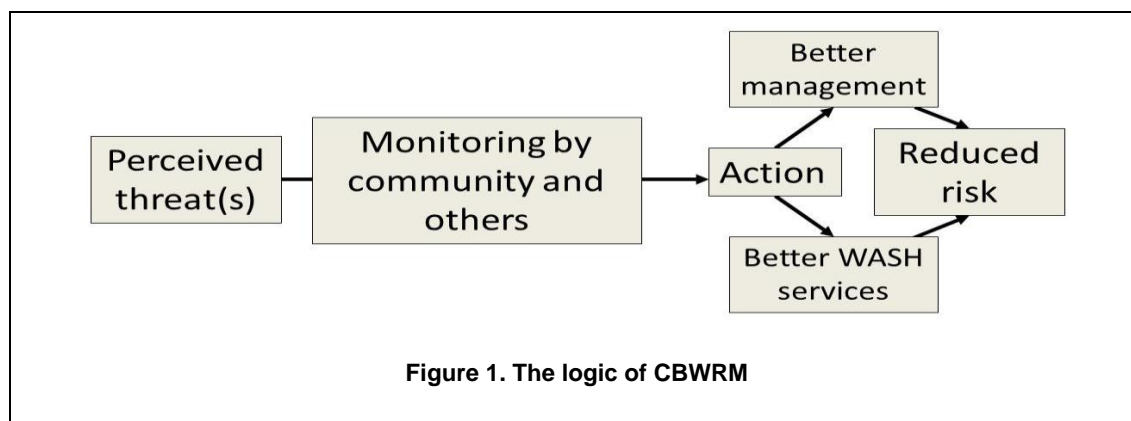 Perceived
threat(s)
Monitoring by
community and
others
Action
Better
management
Better WASH
services
Reduced
risk
Figure 1. The logic of CBWRM